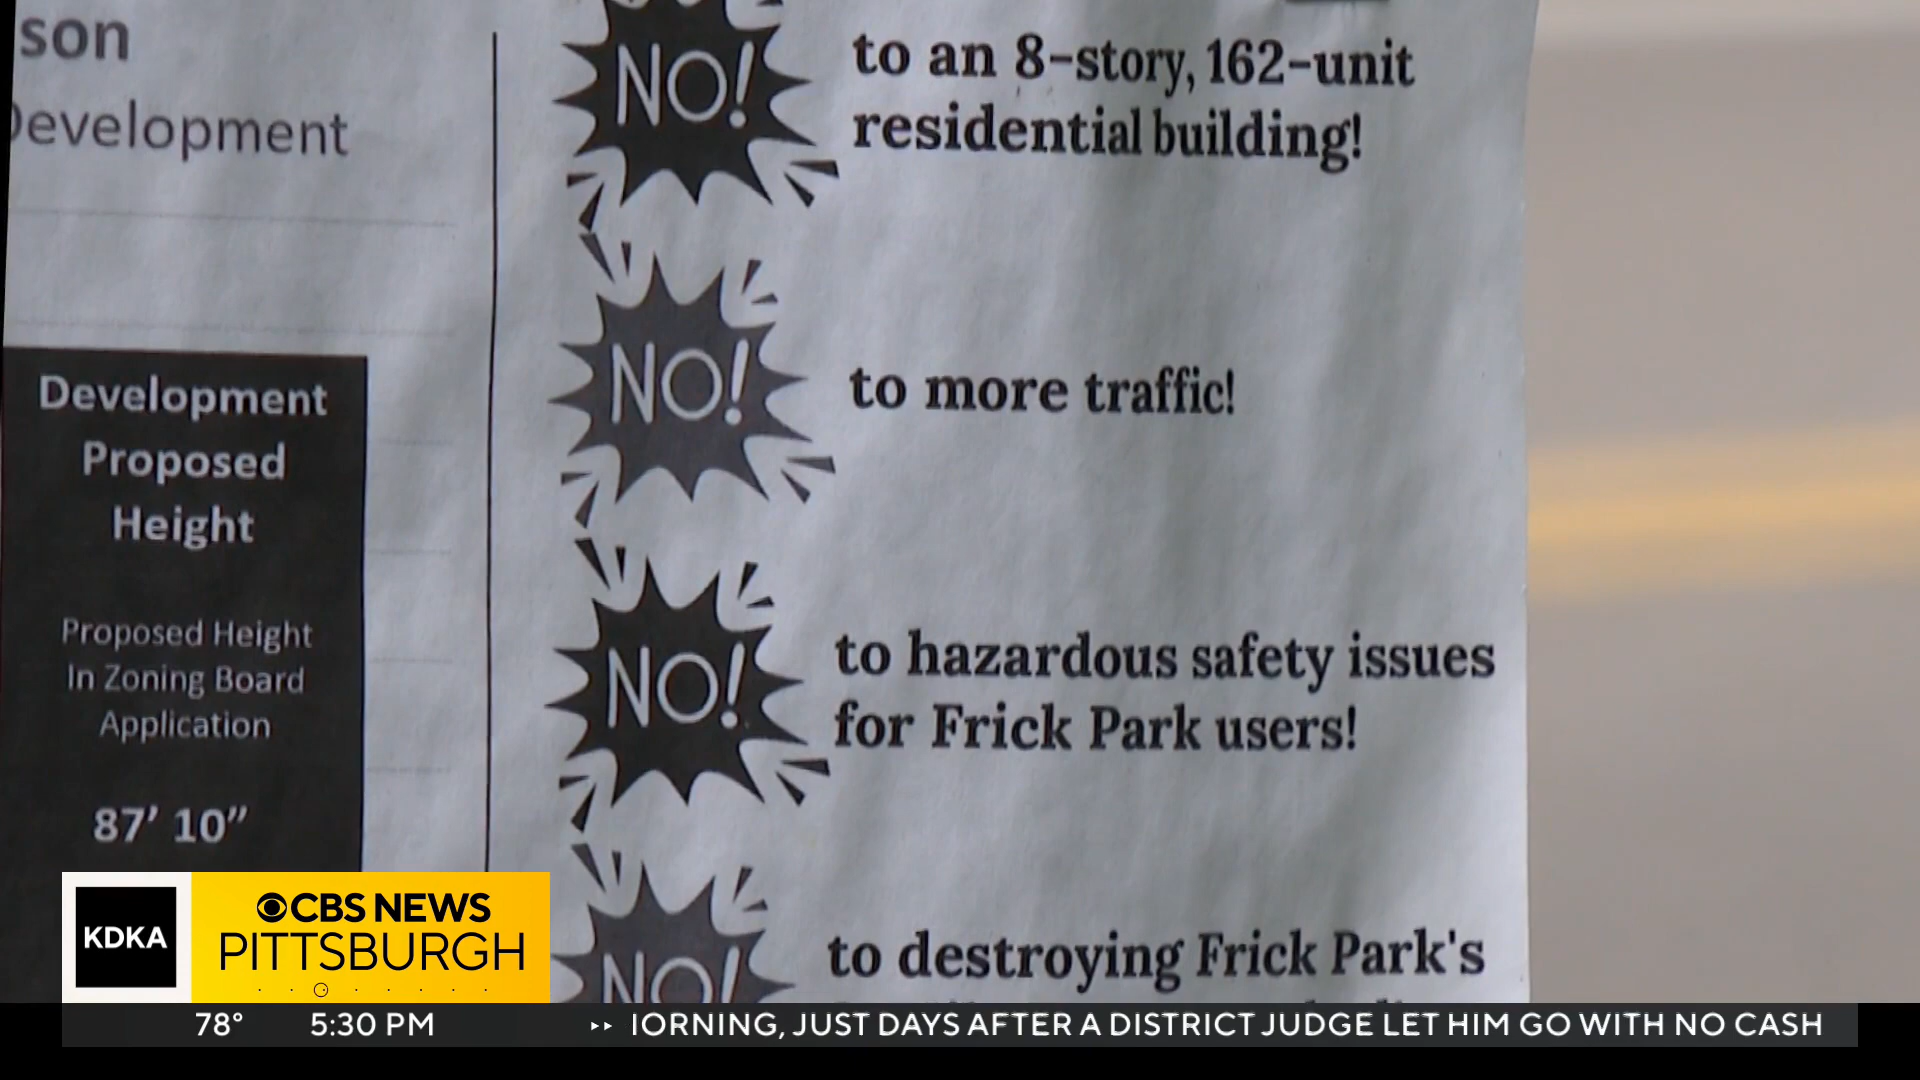 son
Development
Development
Proposed
Height
Proposed Height
In Zoning Board
Application
87’ 10”
NO!
to an 8-story, 162-unit
residential building!
NO!
to more traffic!
NO!
to hazardous safety issues
for Frick Park users!
NO!
to destroying Frick Park's
KDKA
CBS NEWS
PITTSBURGH
78° 5:30 PM
IORNING, JUST DAYS AFTER A DISTRICT JUDGE LET HIM GO WITH NO CASH